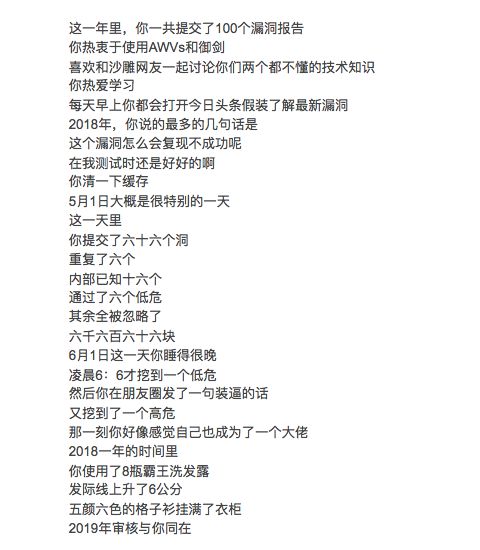 这一年里，你一共提交了100个漏洞报告
你热衷于使用AWVs和御剑
喜欢和沙雕网友一起讨论你们两个都不懂的技术知识
你热爱学习
每天早上你都会打开今日头条假装了解最新漏洞
2018年，你说的最多的几句话是
这个漏洞怎么会复现不成功呢
在我测试时还是好好的啊
你清一下缓存
5月1日大概是很特别的一天
这一天里
你提交了六十六个洞
重复了六个
内部已知十六个
通过了六个低危
其余全被忽略了
六千六百六十六块
6月1日这一天你睡得很晚
凌晨6：6才挖到一个低危
然后你在朋友圈发了一句装逼的话
又挖到了一个高危
那一刻你好像感觉自己也成为了一个大佬
2018一年的时间里
你使用了8瓶霸王洗发露
发际线上升了6公分
五颜六色的格子衫挂满了衣柜
2019年审核与你同在